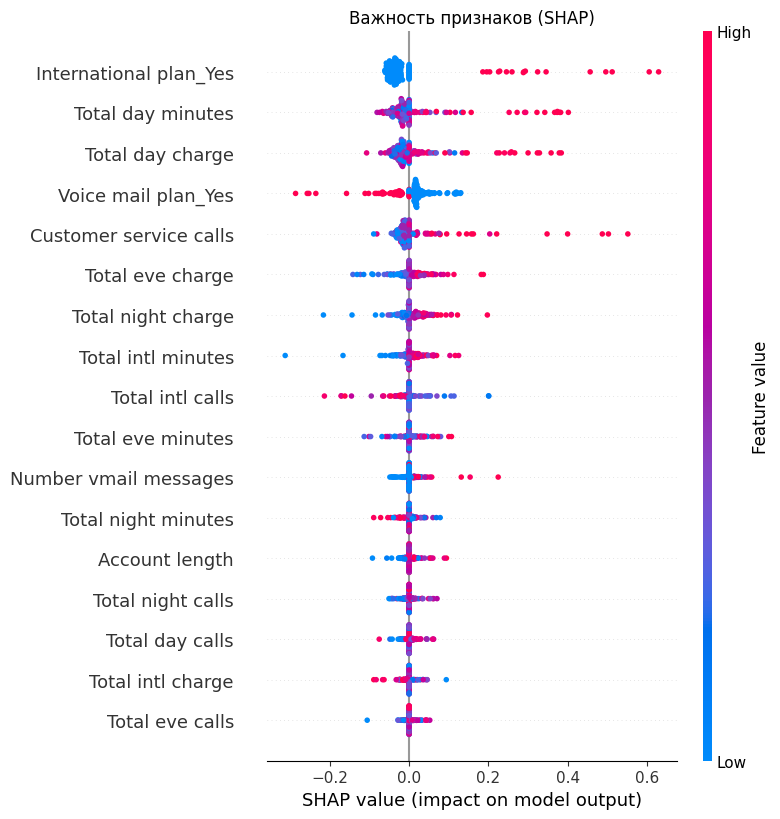 Важность признаков (SHAP)
High
International plan_Yes
Total day minutes
Total day charge
Voice mail plan_Yes
Customer service calls
Total eve charge
Total night charge
Total intl minutes
Total intl calls
Total eve minutes
Number vmail messages
Total night minutes
Account length
Total night calls
Total day calls
Total intl charge
Total eve calls
Feature value
Low
−0.2 0.0 0.2 0.4 0.6
SHAP value (impact on model output)